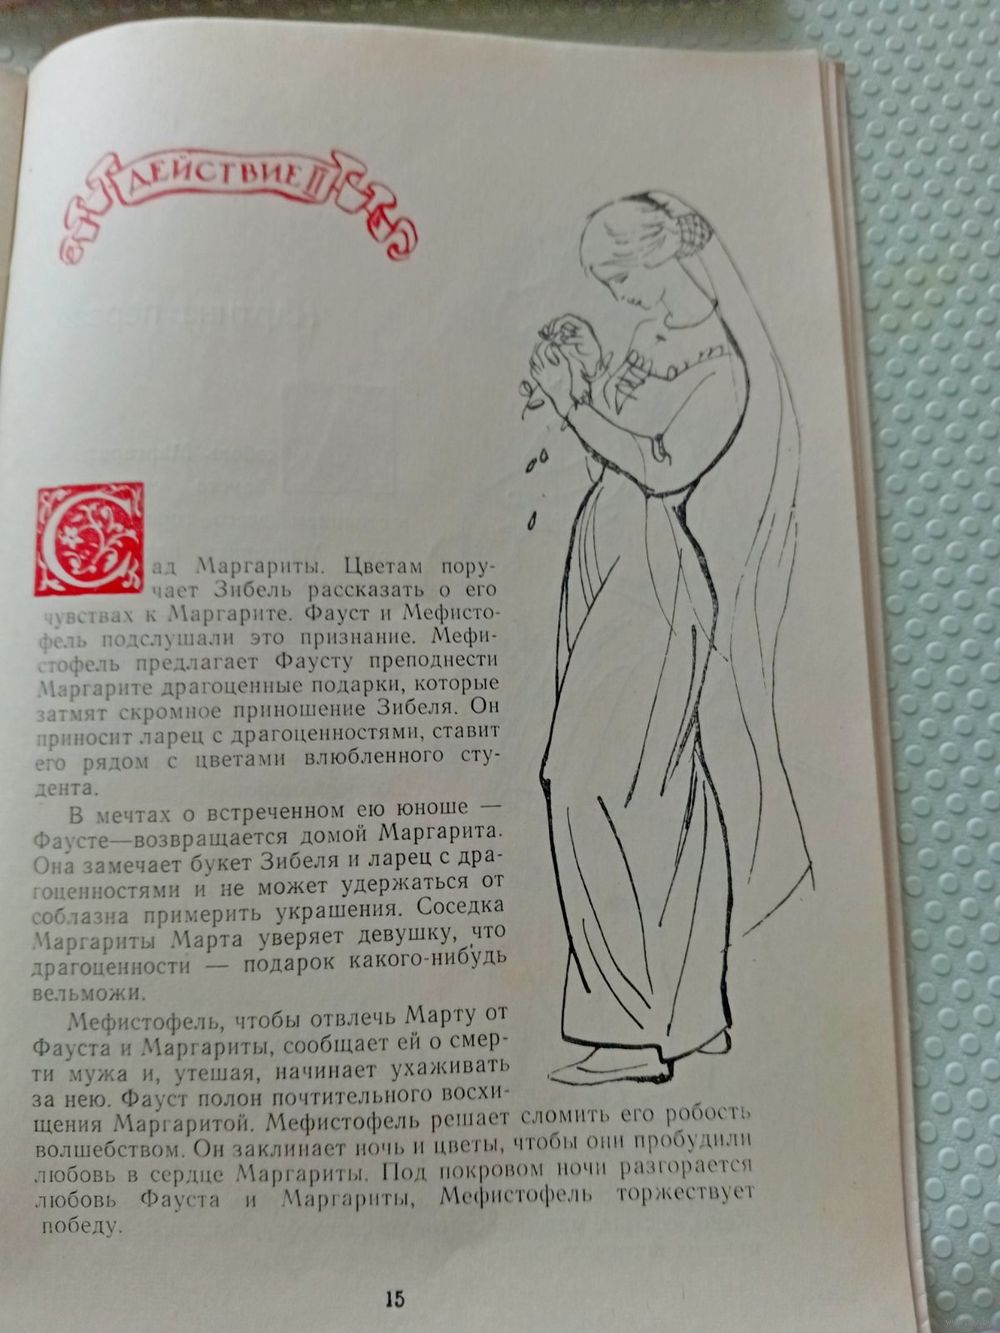 ДЕЙСТВИЕ II
Сад Маргариты. Цветам пору-
чает Зибель рассказать о его
чувствах к Маргарите. Фауст и Мефисто-
фель подслушали это признание. Мефи-
стофель предлагает Фаусту преподнести
Маргарите драгоценные подарки, которые
затмят скромное приношение Зибеля. Он
приносит ларец с драгоценностями, ставит
его рядом с цветами влюбленного сту-
дента.
В мечтах о встреченном ею юноше —
Фаусте—возвращается домой Маргарита.
Она замечает букет Зибеля и ларец с дра-
гоценностями и не может удержаться от
соблазна примерить украшения. Соседка
Маргариты Марта уверяет девушку, что
драгоценности — подарок какого-нибудь
вельможи.
Мефистофель, чтобы отвлечь Марту от
Фауста и Маргариты, сообщает ей о смер-
ти мужа и, утешая, начинает ухаживать
за нею. Фауст полон почтительного восхи-
щения Маргаритой. Мефистофель решает сломить его робость
волшебством. Он заклинает ночь и цветы, чтобы они пробудили
любовь в сердце Маргариты. Под покровом ночи разгорается
любовь Фауста и Маргариты, Мефистофель торжествует
победу.
15